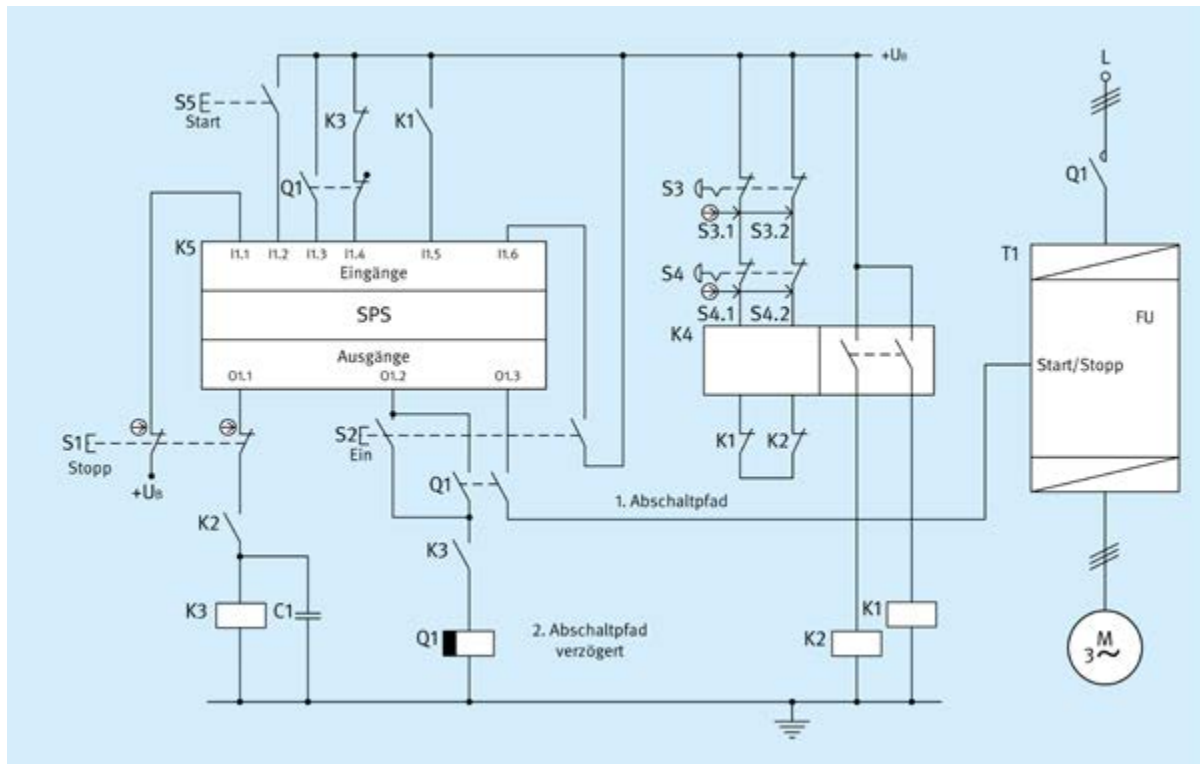 +UB
L
S5
Start
K3
K1
Q1
Q1
S3
S3.1
S3.2
K5
I1.1
I1.2
I1.3
I1.4
I1.5
I1.6
Eingänge
SPS
Ausgänge
O1.1
O1.2
O1.3
S4
S4.1
S4.2
K4
T1
FU
Start/Stopp
S1
Stopp
+UB
S2
Ein
K1
K2
Q1
1. Abschaltpfad
K2
K3
K3
C1
Q1
2. Abschaltpfad
verzögert
K2
K1
M
3~